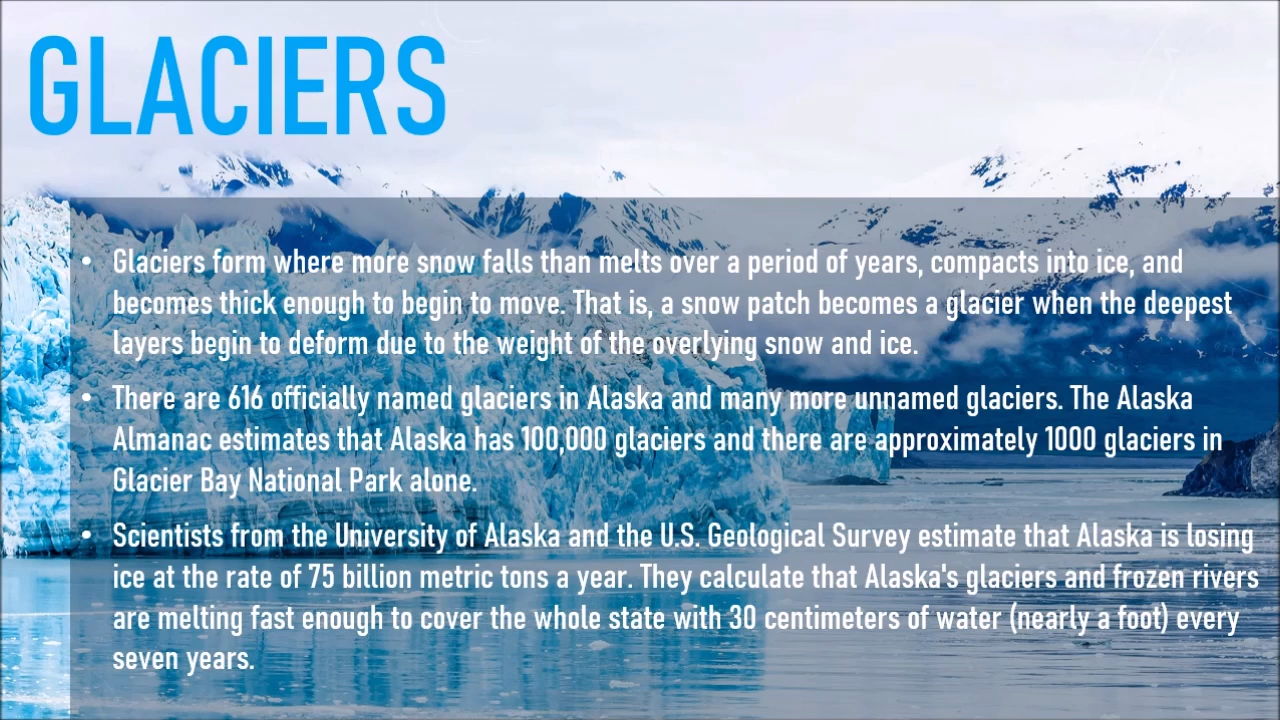 GLACIERS
• Glaciers form where more snow falls than melts over a period of years, compacts into ice, and
becomes thick enough to begin to move. That is, a snow patch becomes a glacier when the deepest
layers begin to deform due to the weight of the overlying snow and ice.
• There are 616 officially named glaciers in Alaska and many more unnamed glaciers. The Alaska
Almanac estimates that Alaska has 100,000 glaciers and there are approximately 1000 glaciers in
Glacier Bay National Park alone.
• Scientists from the University of Alaska and the U.S. Geological Survey estimate that Alaska is losing
ice at the rate of 75 billion metric tons a year. They calculate that Alaska's glaciers and frozen rivers
are melting fast enough to cover the whole state with 30 centimeters of water (nearly a foot) every
seven years.